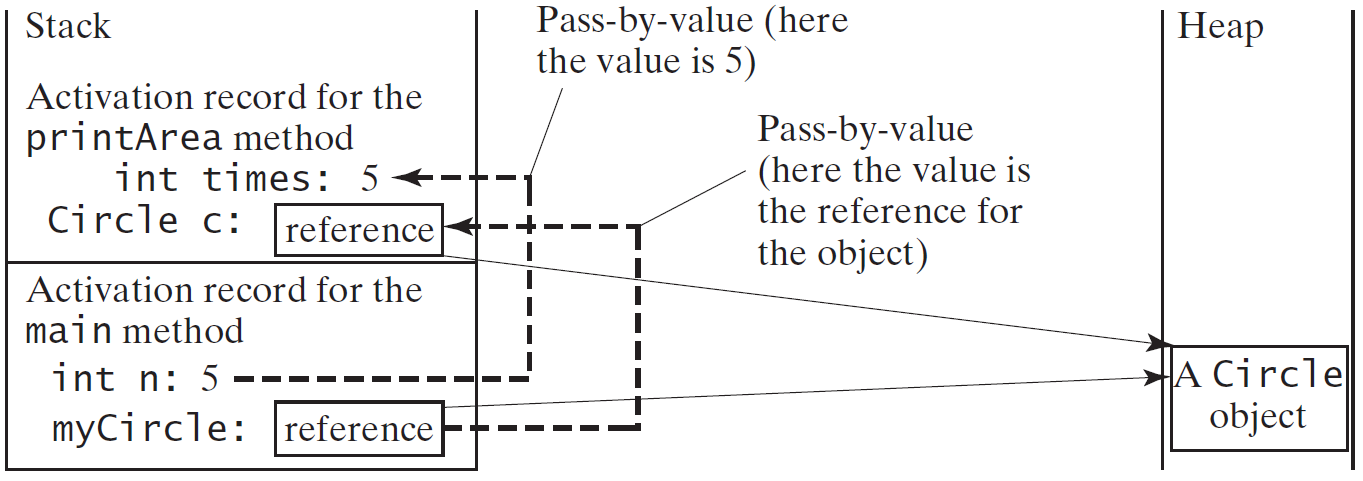 Stack
Activation record for the
printArea method
int times: 5
Circle c: reference
Activation record for the
main method
int n: 5
myCircle: reference
Pass-by-value (here
the value is 5)
Pass-by-value
(here the value is
the reference for
the object)
Heap
A Circle
object